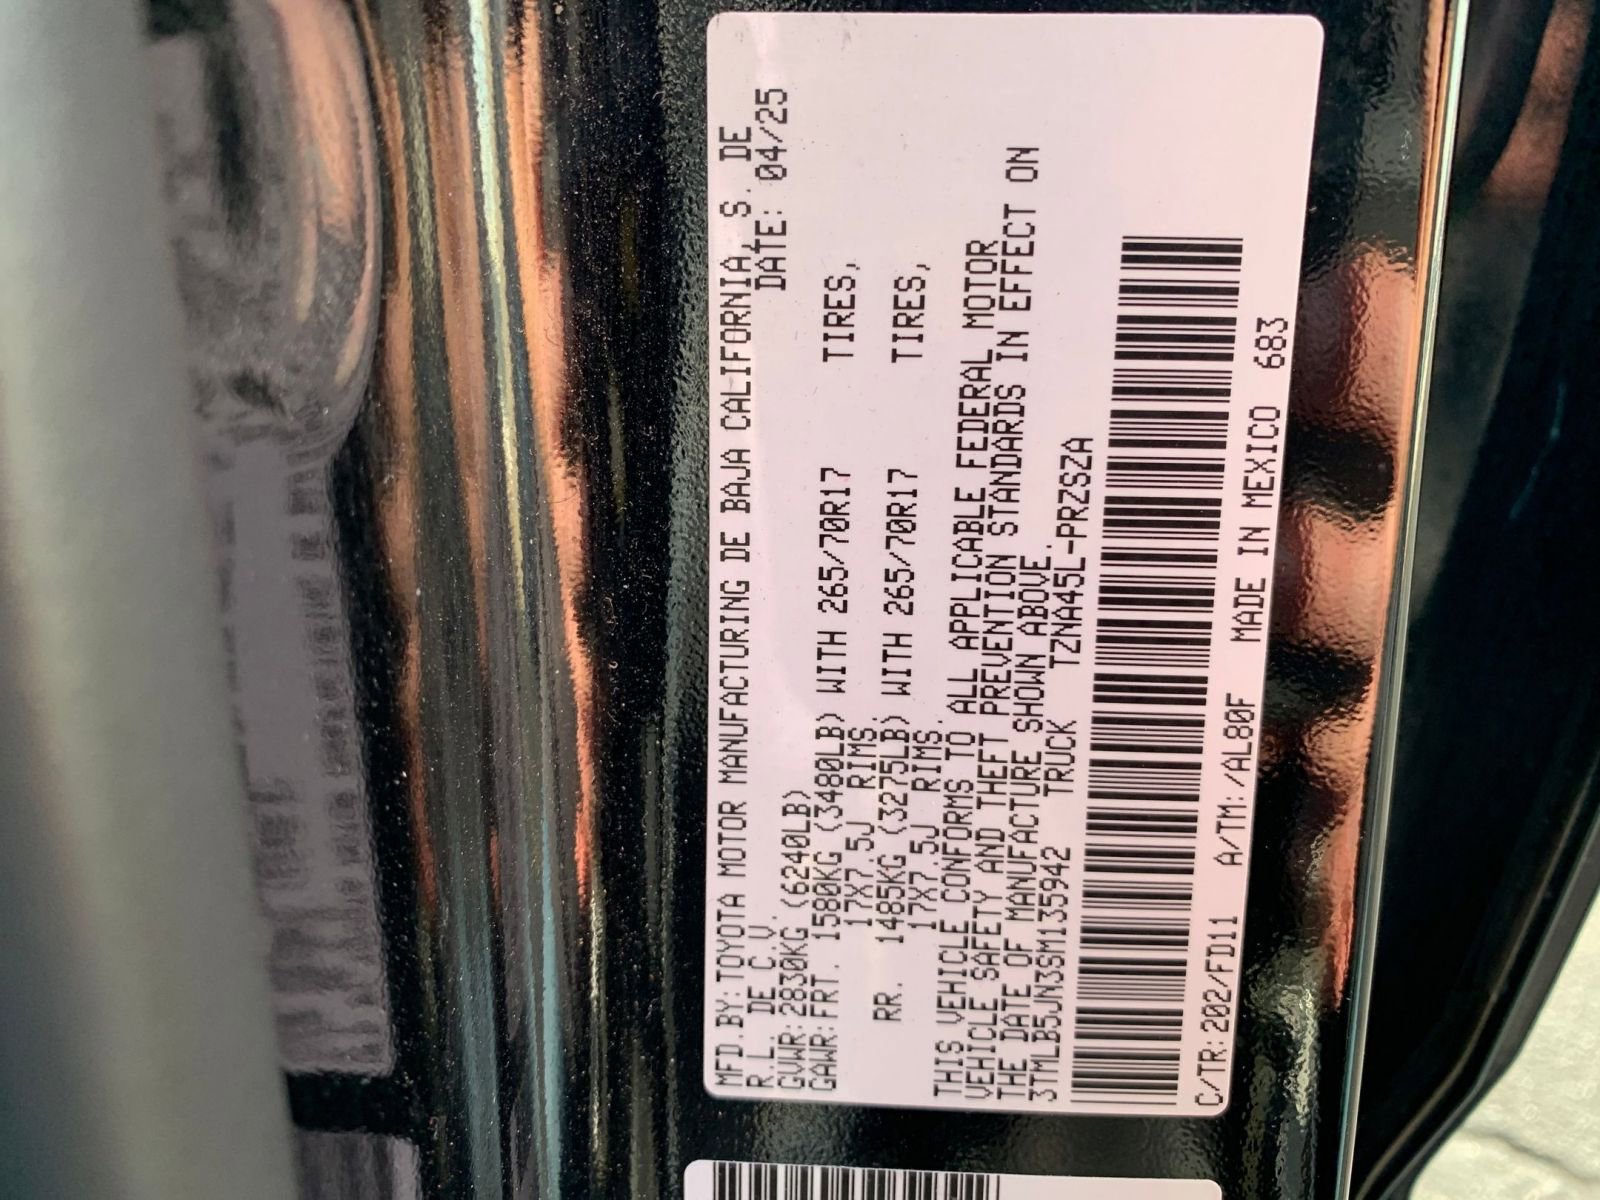 MFD.BY:TOYOTA MOTOR MANUFACTURING DE BAJA CALIFORNIA, S. DE
R.L. DE C.V. DATE: 04/25
GVWR:2830KG (6240LB)
GAWR:FRT. 1580KG (3480LB) WITH 265/70R17 TIRES,
17X7.5J RIMS.
RR. 1485KG (3275LB) WITH 265/70R17 TIRES,
17X7.5J RIMS.
THIS VEHICLE CONFORMS TO ALL APPLICABLE FEDERAL MOTOR
VEHICLE SAFETY AND THEFT PREVENTION STANDARDS IN EFFECT ON
THE DATE OF MANUFACTURE SHOWN ABOVE.
3TMLB5JN3SM135942 TRUCK TZNA45L-PRZSZA
C/TR:202/FD11 A/TM:/AL80F MADE IN MEXICO 683